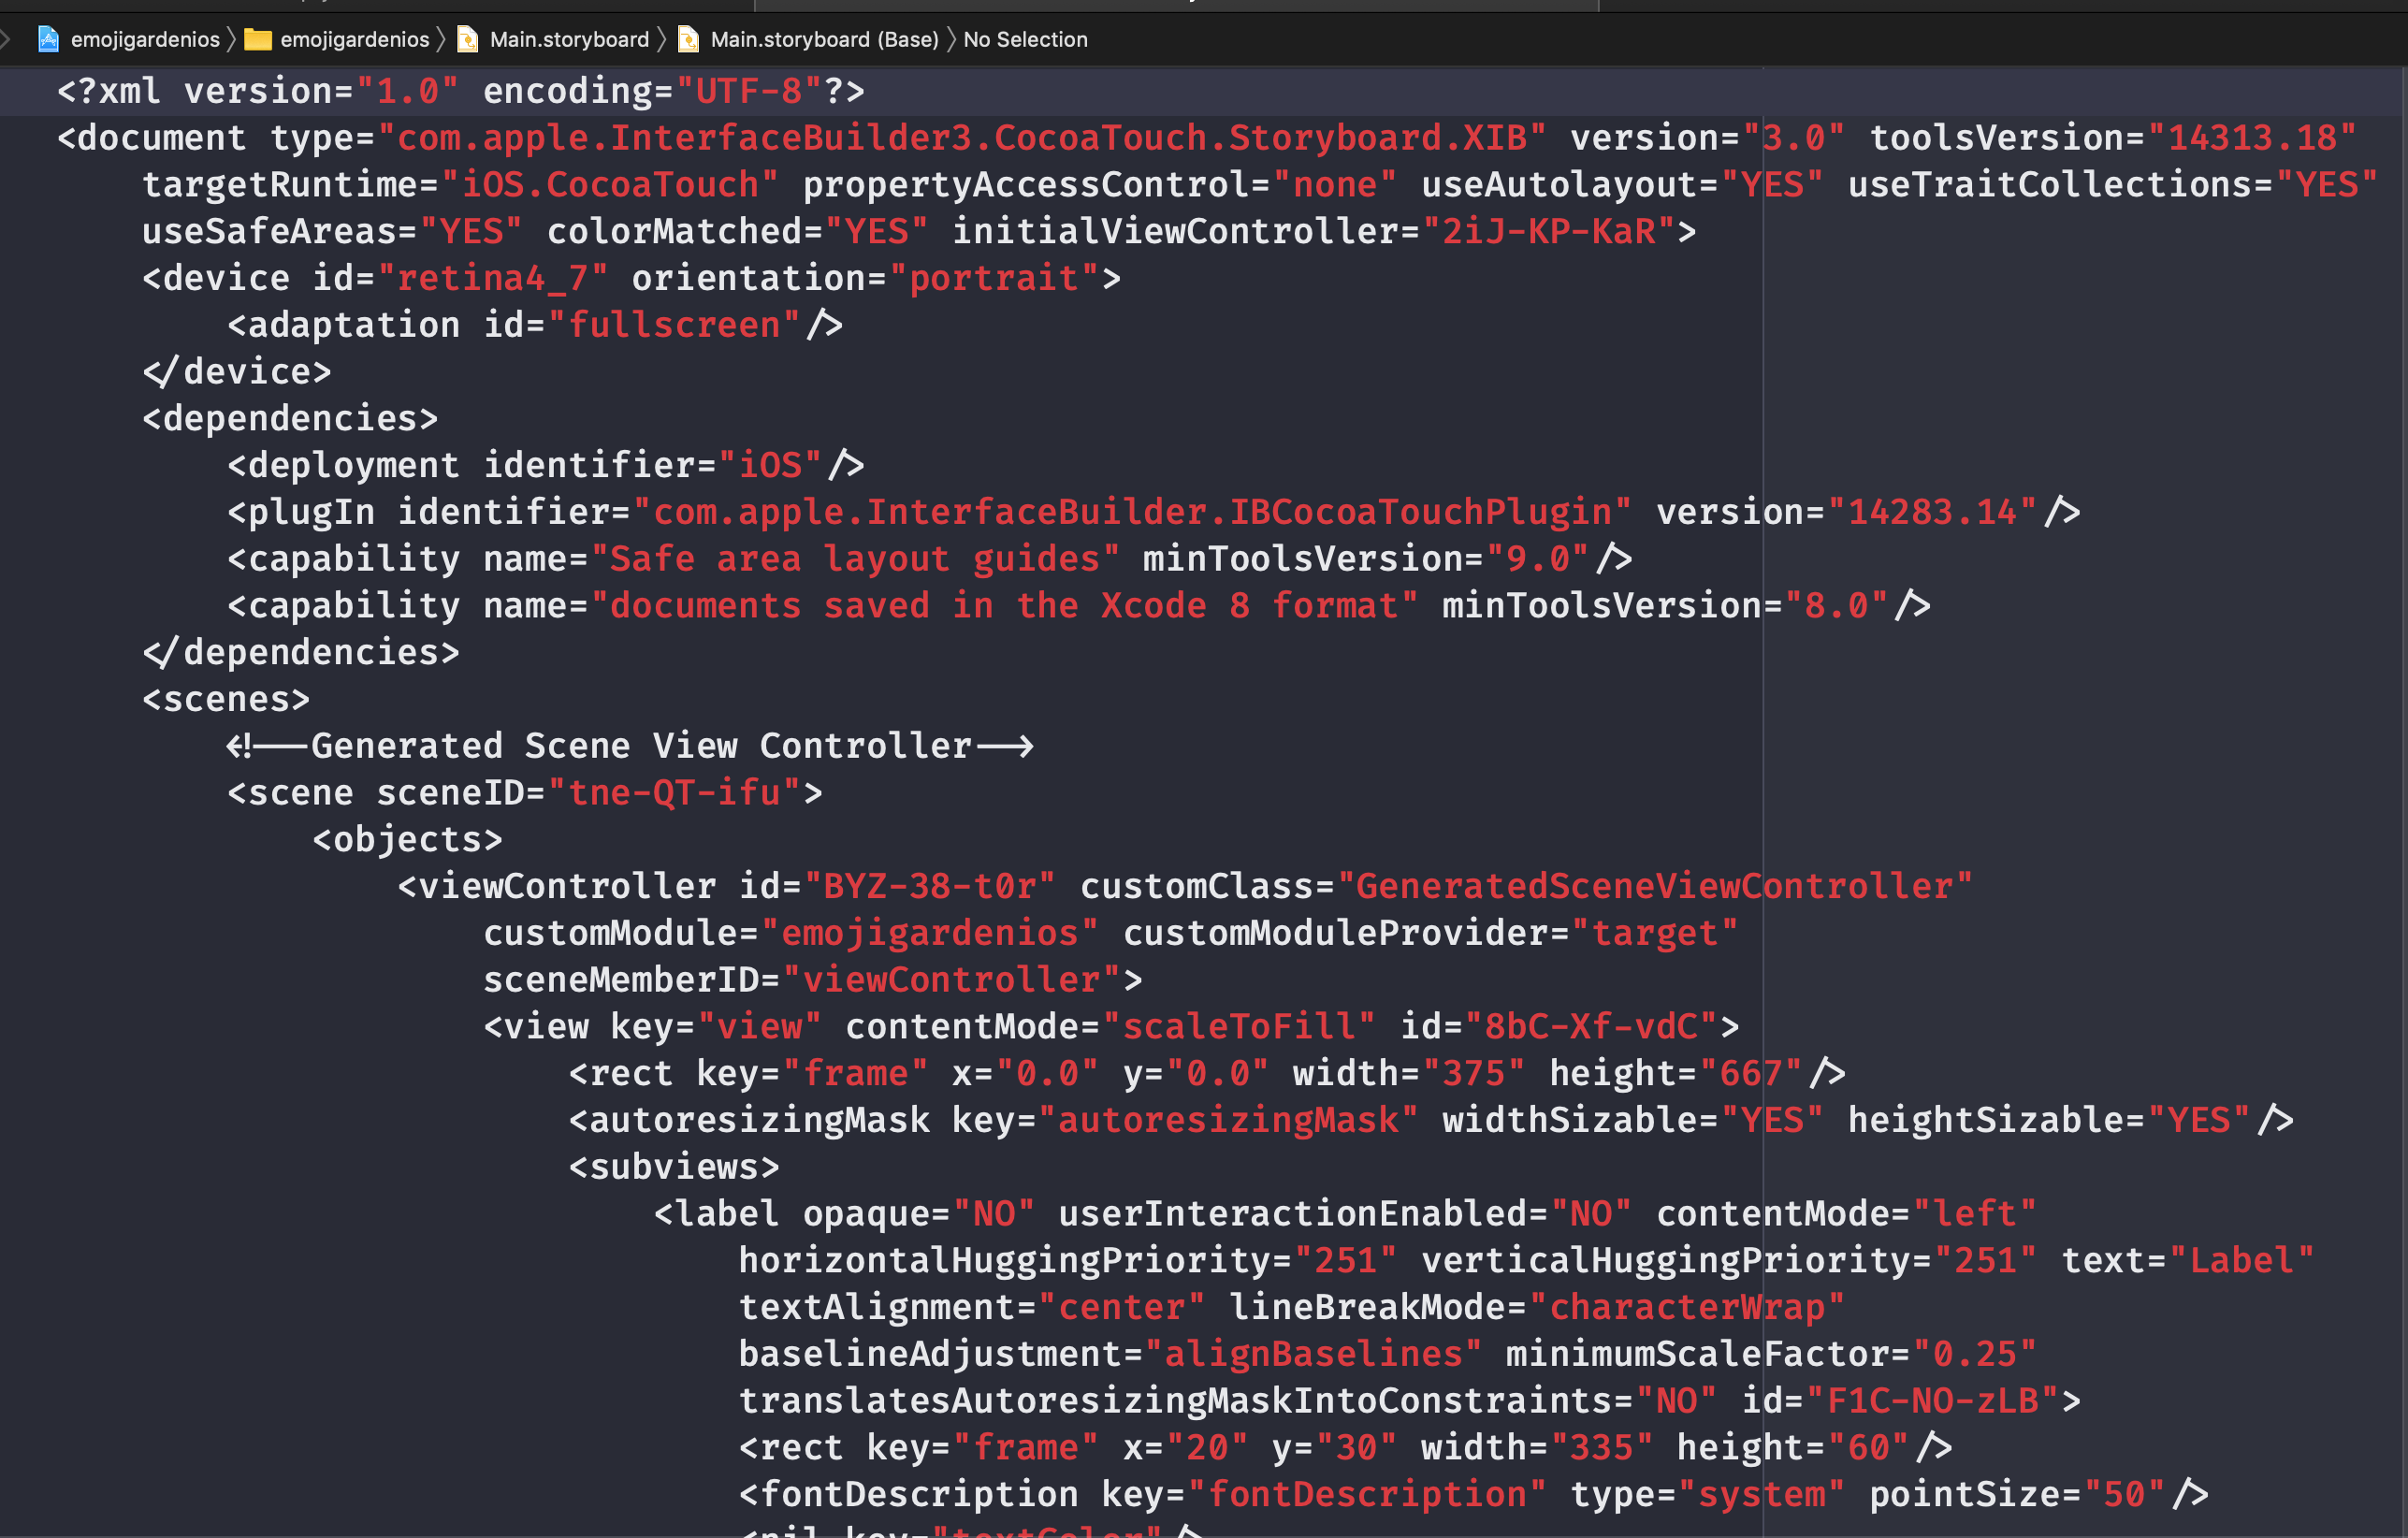 emojigardenios 〉 emojigardenios 〉 Main.storyboard 〉 Main.storyboard (Base) 〉 No Selection
<?xml version="1.0" encoding="UTF-8"?>
<document type="com.apple.InterfaceBuilder3.CocoaTouch.Storyboard.XIB" version="3.0" toolsVersion="14313.18"
targetRuntime="iOS.CocoaTouch" propertyAccessControl="none" useAutolayout="YES" useTraitCollections="YES"
useSafeAreas="YES" colorMatched="YES" initialViewController="2iJ-KP-KaR">
<device id="retina4_7" orientation="portrait">
<adaptation id="fullscreen"/>
</device>
<dependencies>
<deployment identifier="iOS"/>
<plugIn identifier="com.apple.InterfaceBuilder.IBCocoaTouchPlugin" version="14283.14"/>
<capability name="Safe area layout guides" minToolsVersion="9.0"/>
<capability name="documents saved in the Xcode 8 format" minToolsVersion="8.0"/>
</dependencies>
<scenes>
<!--Generated Scene View Controller-->
<scene sceneID="tne-QT-ifu">
<objects>
<viewController id="BYZ-38-t0r" customClass="GeneratedSceneViewController"
customModule="emojigardenios" customModuleProvider="target"
sceneMemberID="viewController">
<view key="view" contentMode="scaleToFill" id="8bC-Xf-vdC">
<rect key="frame" x="0.0" y="0.0" width="375" height="667"/>
<autoresizingMask key="autoresizingMask" widthSizable="YES" heightSizable="YES"/>
<subviews>
<label opaque="NO" userInteractionEnabled="NO" contentMode="left"
horizontalHuggingPriority="251" verticalHuggingPriority="251" text="Label"
textAlignment="center" lineBreakMode="characterWrap"
baselineAdjustment="alignBaselines" minimumScaleFactor="0.25"
translatesAutoresizingMaskIntoConstraints="NO" id="F1C-NO-zLB">
<rect key="frame" x="20" y="30" width="335" height="60"/>
<fontDescription key="fontDescription" type="system" pointSize="50"/>
<nil key="textColor"/>